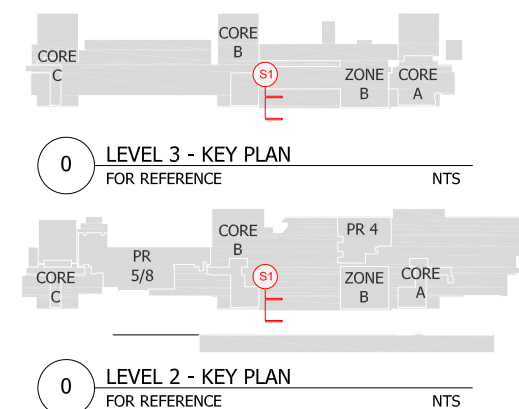 CORE
B
CORE
C
S1
ZONE
B
CORE
A
0
LEVEL 3 - KEY PLAN
FOR REFERENCE
NTS
CORE
B
PR 4
PR
5/8
CORE
C
S1
ZONE
B
CORE
A
0
LEVEL 2 - KEY PLAN
FOR REFERENCE
NTS